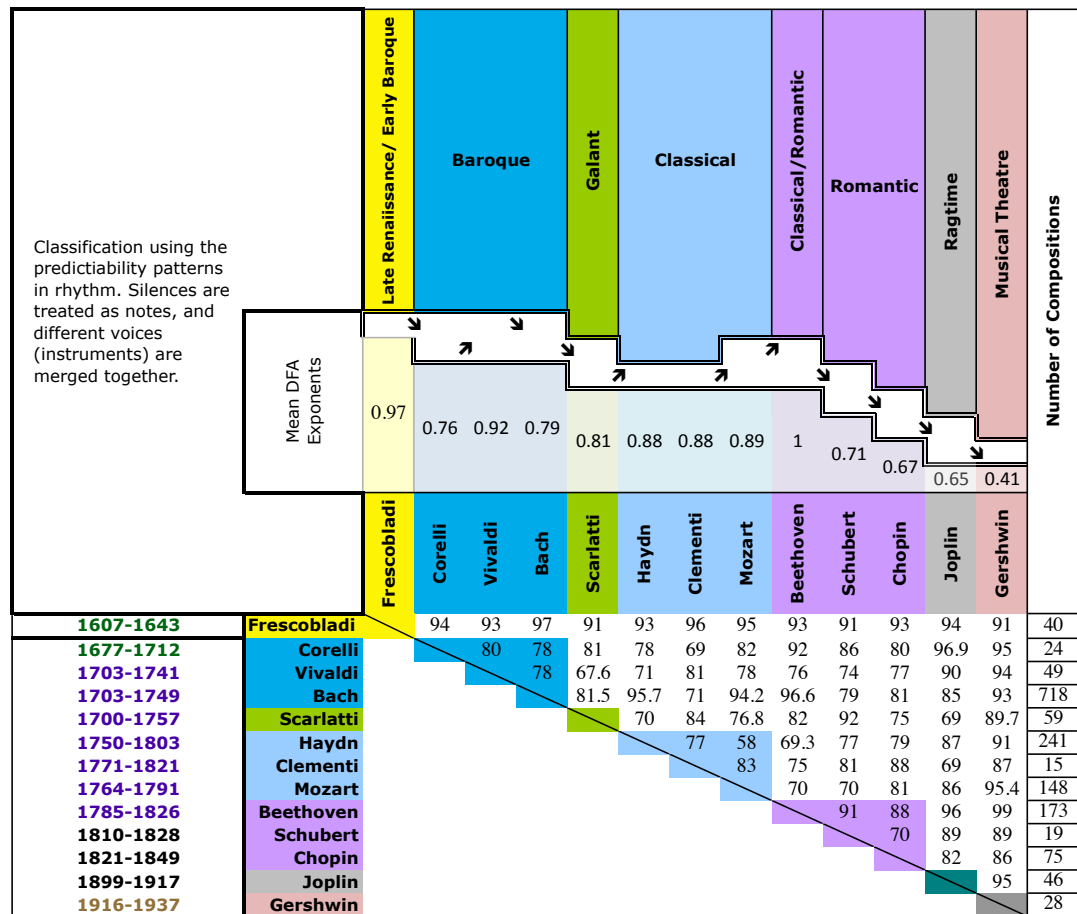 Late Renaiissance/ Early Baroque
Baroque
Galant
Classical
Classical/Romantic
Romantic
Ragtime
Musical Theatre
Number of Compositions
Classification using the
predictiability patterns
in rhythm. Silences are
treated as notes, and
different voices
(instruments) are
merged together.
Mean DFA
Exponents
0.97 0.76 0.92 0.79 0.81 0.88 0.88 0.89 1 0.71 0.67 0.65 0.41
Frescobladi
Corelli
Vivaldi
Bach
Scarlatti
Haydn
Clementi
Mozart
Beethoven
Schubert
Chopin
Joplin
Gershwin
1607-1643 Frescobladi 94 93 97 91 93 96 95 93 91 93 94 91 40
1677-1712 Corelli 80 78 81 78 69 82 92 86 80 96.9 95 24
1703-1741 Vivaldi 78 67.6 71 81 78 76 74 77 90 94 49
1703-1749 Bach 81.5 95.7 71 94.2 96.6 79 81 85 93 718
1700-1757 Scarlatti 70 84 76.8 82 92 75 69 89.7 59
1750-1803 Haydn 77 58 69.3 77 79 87 91 241
1771-1821 Clementi 83 75 81 88 69 87 15
1764-1791 Mozart 70 70 81 86 95.4 148
1785-1826 Beethoven 91 88 96 99 173
1810-1828 Schubert 70 89 89 19
1821-1849 Chopin 82 86 75
1899-1917 Joplin 95 46
1916-1937 Gershwin 28